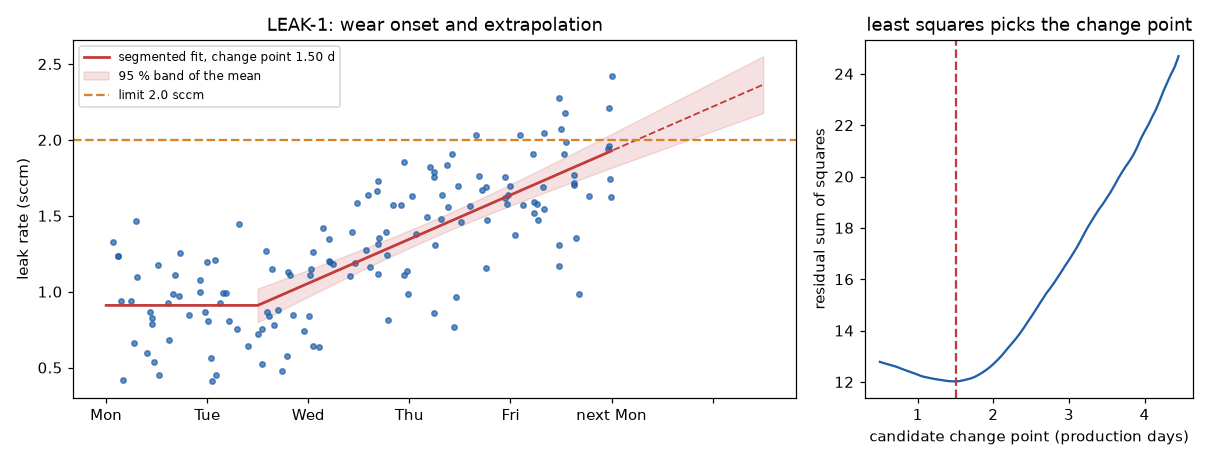 LEAK-1: wear onset and extrapolation
segmented fit, change point 1.50 d
95 % band of the mean
limit 2.0 sccm
leak rate (sccm)
2.5
2.0
1.5
1.0
0.5
Mon Tue Wed Thu Fri next Mon
least squares picks the change point
residual sum of squares
24
22
20
18
16
14
12
1 2 3 4
candidate change point (production days)